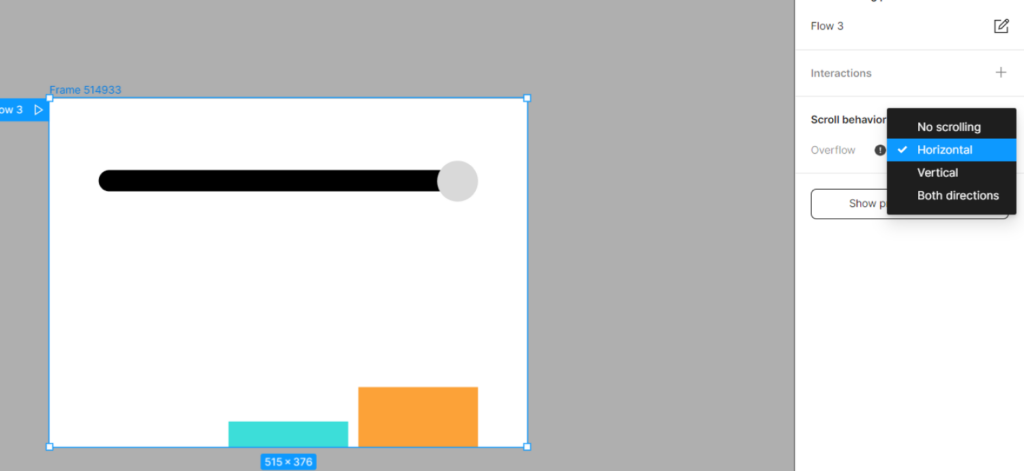 Flow 3
Interactions
Frame 514933
ow 3
Scroll behavior
No scrolling
Overflow
Horizontal
Vertical
Both directions
Show p
515 × 376